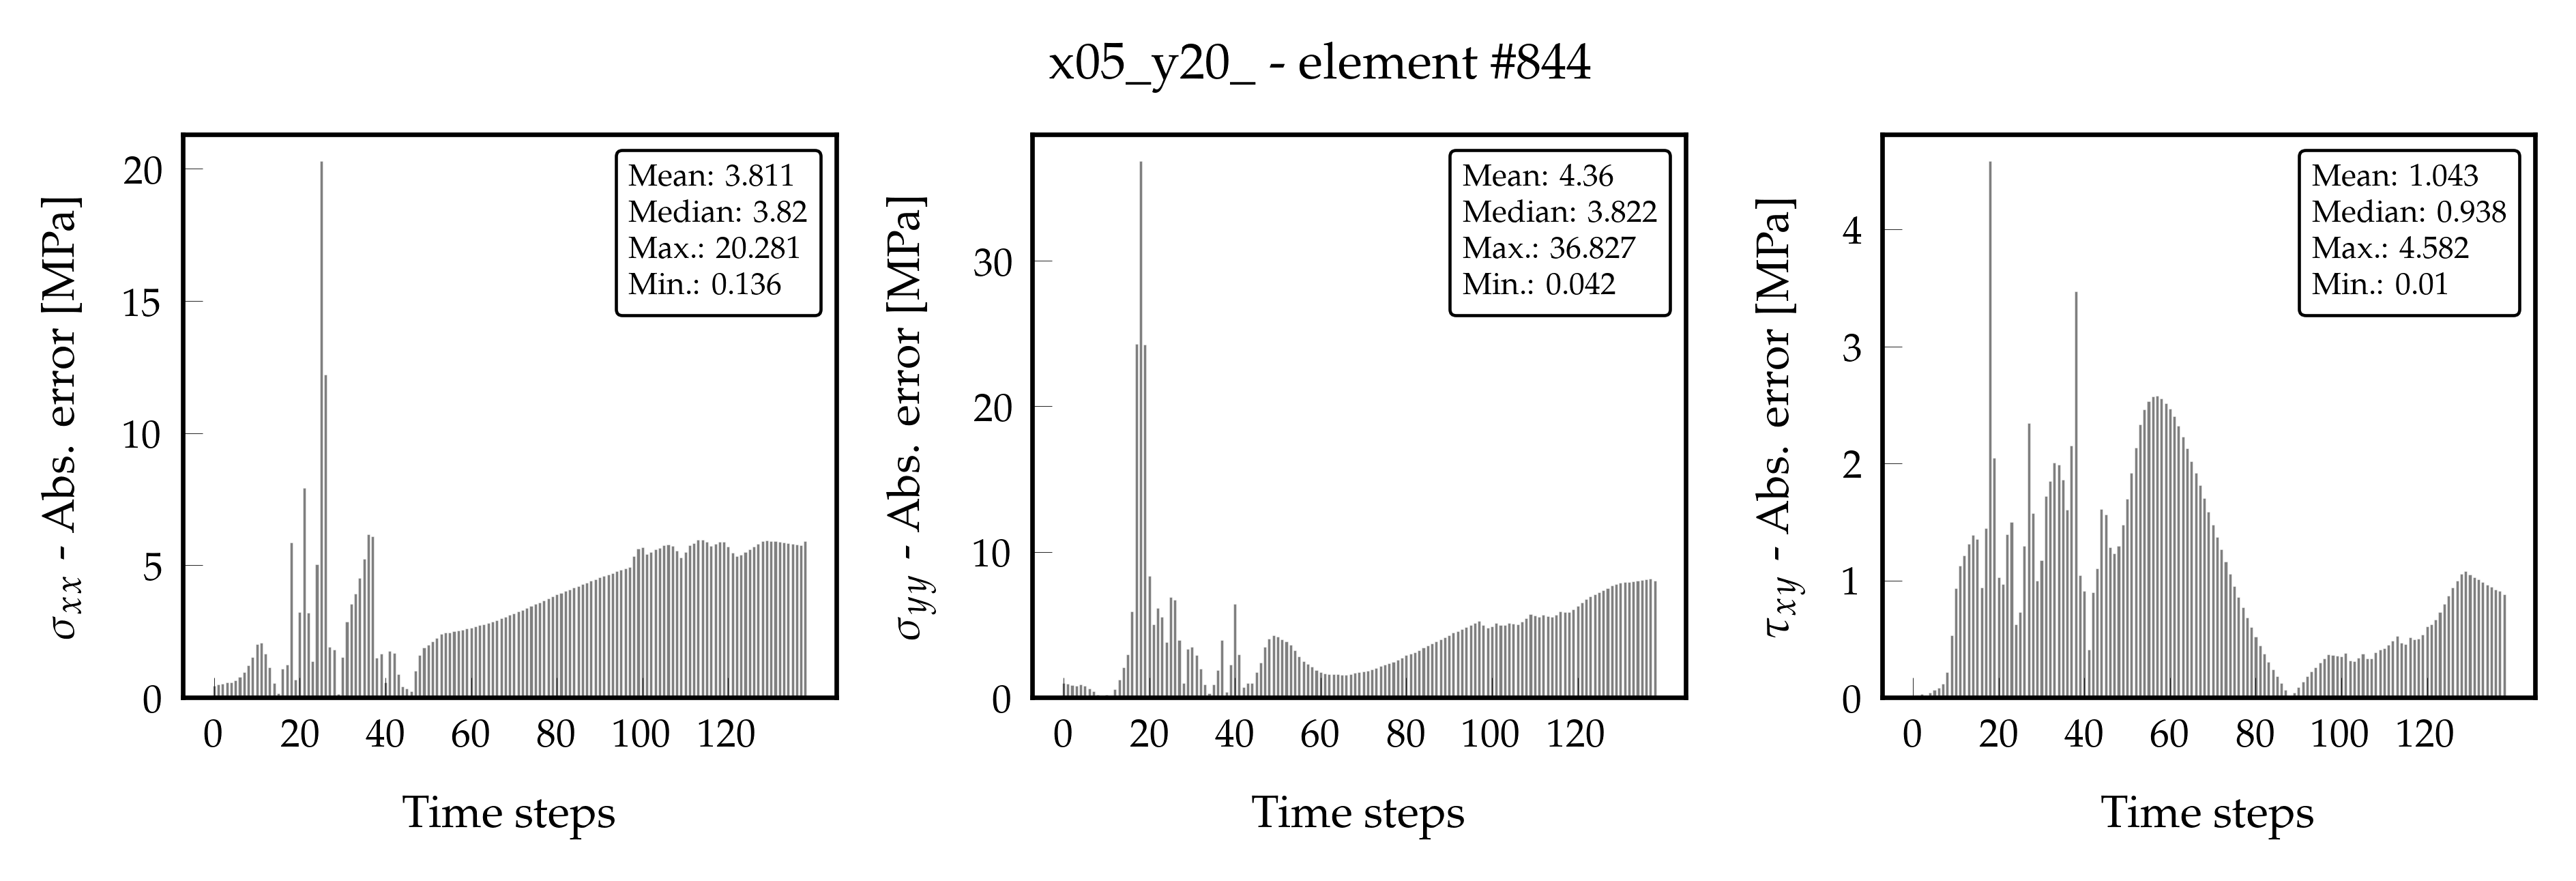 x05_y20_ - element #844
σxx - Abs. error [MPa]
20
15
10
5
0
Mean: 3.811
Median: 3.82
Max.: 20.281
Min.: 0.136
0 20 40 60 80 100 120
Time steps
σyy - Abs. error [MPa]
30
20
10
0
Mean: 4.36
Median: 3.822
Max.: 36.827
Min.: 0.042
0 20 40 60 80 100 120
Time steps
τxy - Abs. error [MPa]
4
3
2
1
0
Mean: 1.043
Median: 0.938
Max.: 4.582
Min.: 0.01
0 20 40 60 80 100 120
Time steps